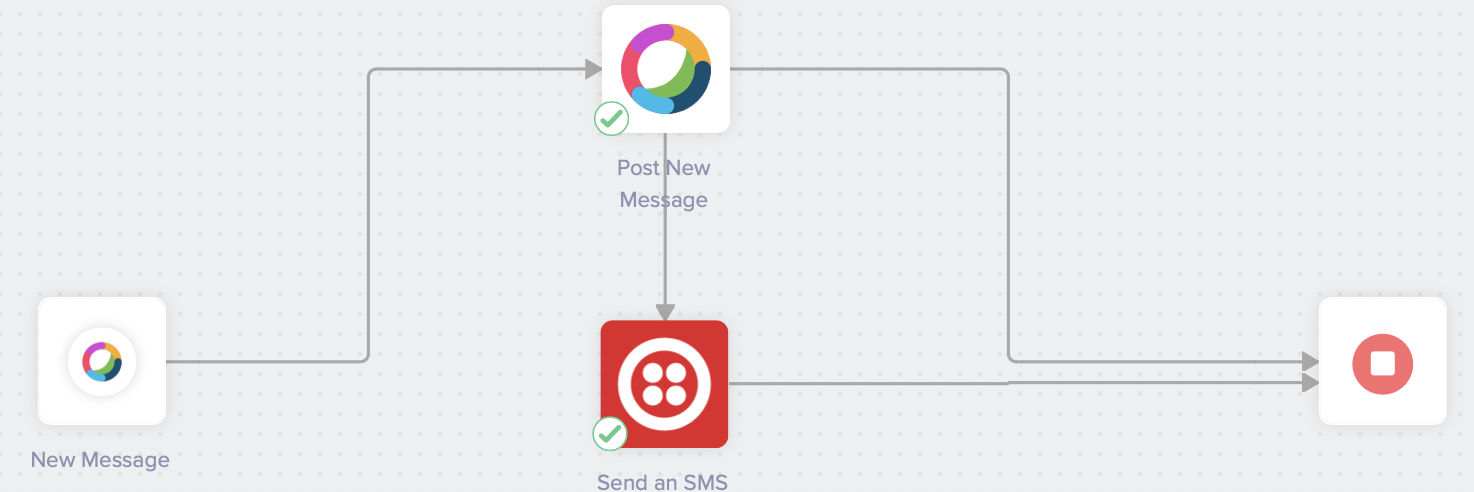 Post New
Message
New Message
Send an SMS